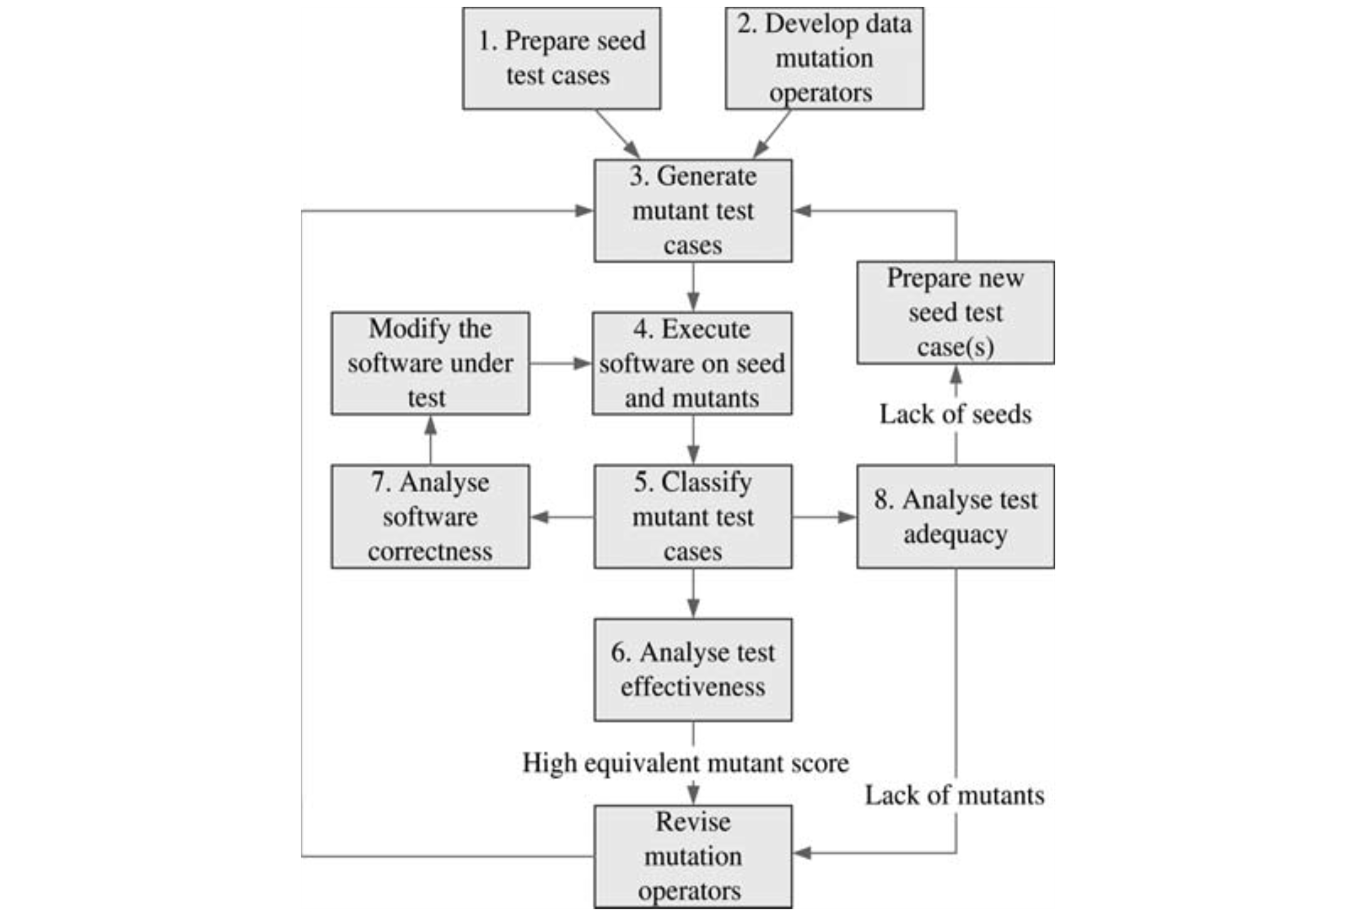 1. Prepare seed
test cases
2. Develop data
mutation
operators
3. Generate
mutant test
cases
Prepare new
seed test
case(s)
Modify the
software under
test
4. Execute
software on seed
and mutants
Lack of seeds
7. Analyse
software
correctness
5. Classify
mutant test
cases
8. Analyse test
adequacy
6. Analyse test
effectiveness
High equivalent mutant score
Lack of mutants
Revise
mutation
operators